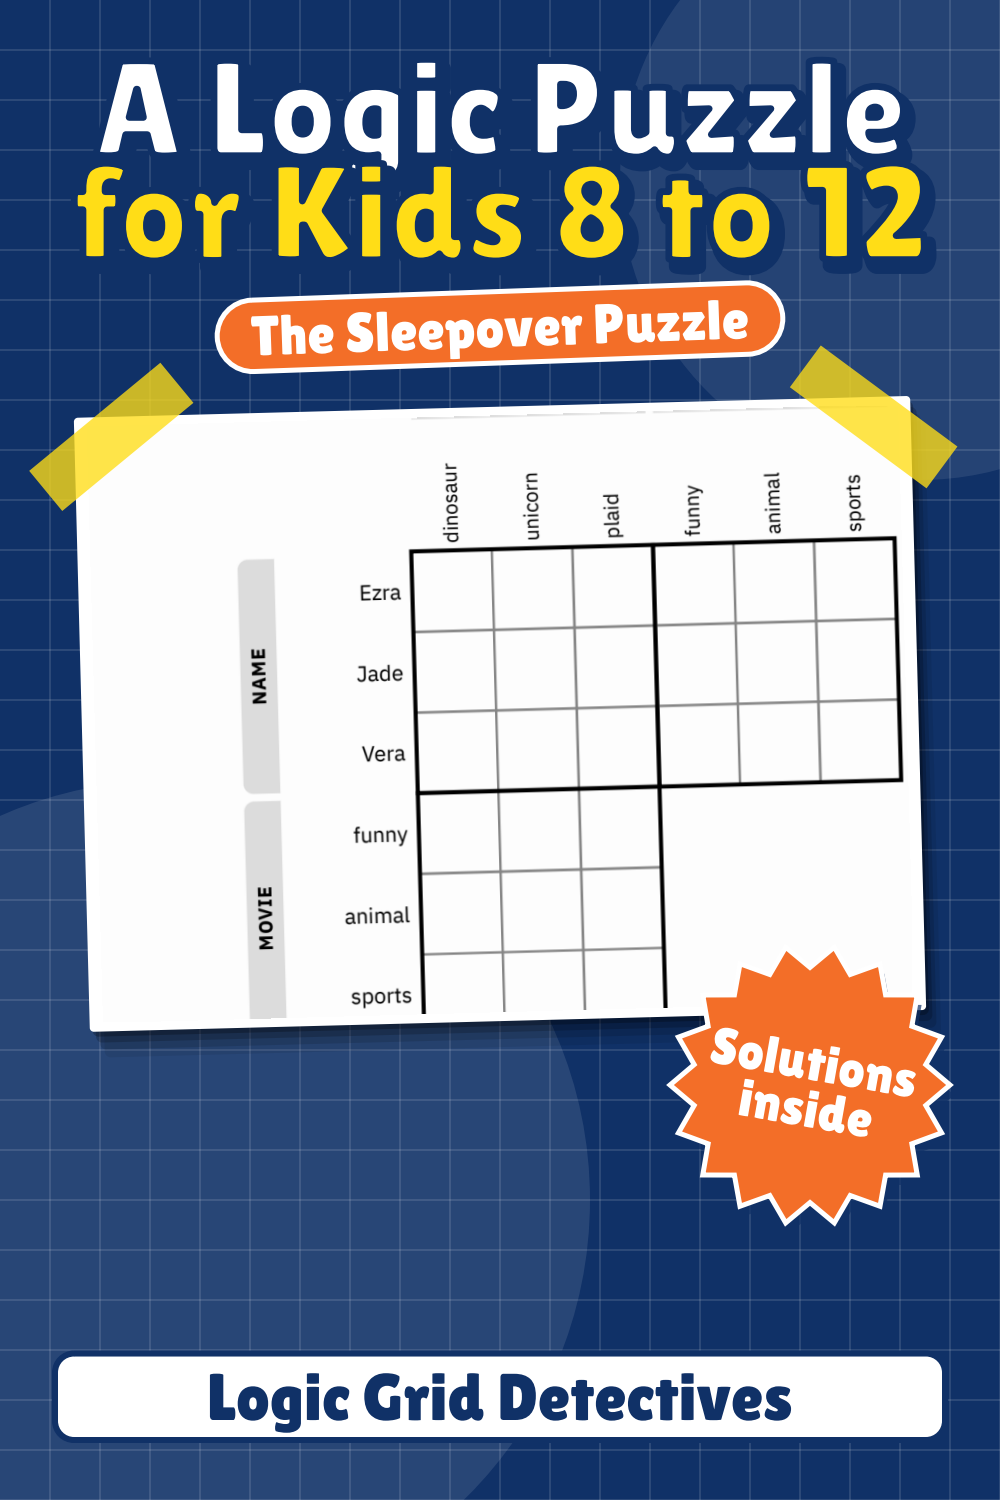 A Logic Puzzle
for Kids 8 to 12
The Sleepover Puzzle
dinosaur
unicorn
plaid
funny
animal
sports
NAME
Ezra
Jade
Vera
MOVIE
funny
animal
sports
Solutions
inside
Logic Grid Detectives